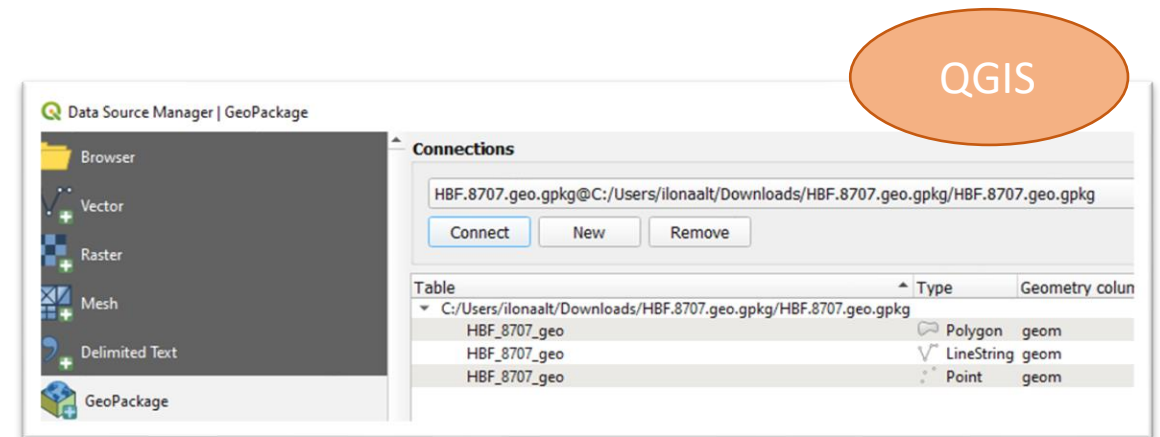 QGIS
Data Source Manager | GeoPackage
Browser
Vector
Raster
Mesh
Delimited Text
GeoPackage
Connections
HBF.8707.geo.gpkg@C:/Users/ilonaalt/Downloads/HBF.8707.geo.gpkg/HBF.8707.geo.gpkg
Connect New Remove
Table Type Geometry colum
C:/Users/ilonaalt/Downloads/HBF.8707.geo.gpkg/HBF.8707.geo.gpkg
HBF_8707_geo Polygon geom
HBF_8707_geo LineString geom
HBF_8707_geo Point geom